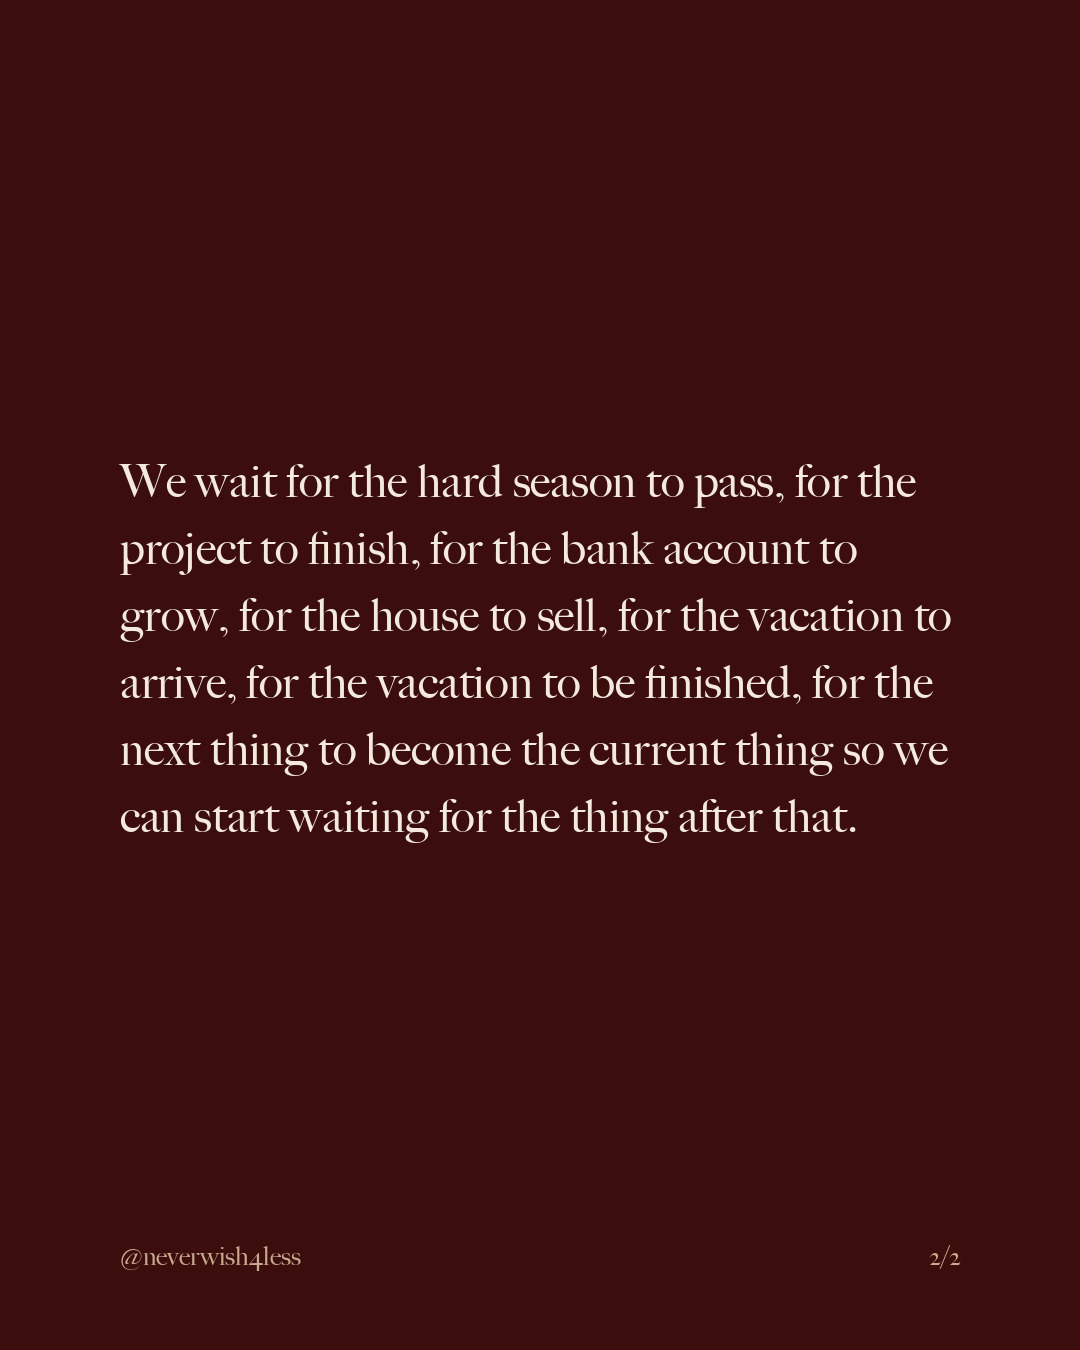 We wait for the hard season to pass, for the
project to finish, for the bank account to
grow, for the house to sell, for the vacation to
arrive, for the vacation to be finished, for the
next thing to become the current thing so we
can start waiting for the thing after that.
@neverwish4less
2/2